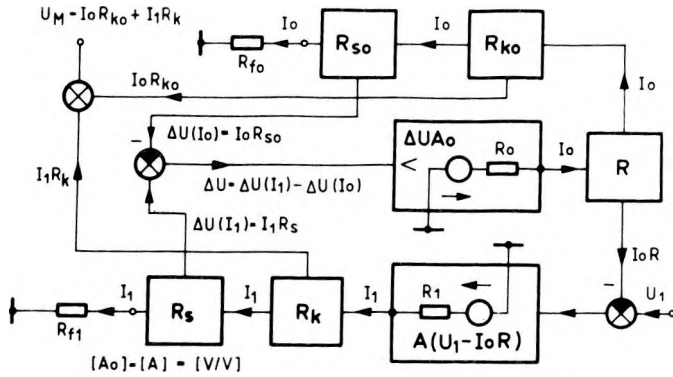 U_M = I₀R_k₀ + I₁R_k
I₀
R_s₀
I₀
R_k₀
R_f₀
I₀R_k₀
I₀
-
ΔU(I₀) = I₀R_s₀
ΔUA₀
R₀
I₀
R
<
ΔU = ΔU(I₁) - ΔU(I₀)
I₁R_k
ΔU(I₁) = I₁R_s
I₀R
-
U₁
I₁
R_s
I₁
R_k
I₁
R₁
R_f₁
A(U₁-I₀R)
[A₀] = [A] = [V/V]